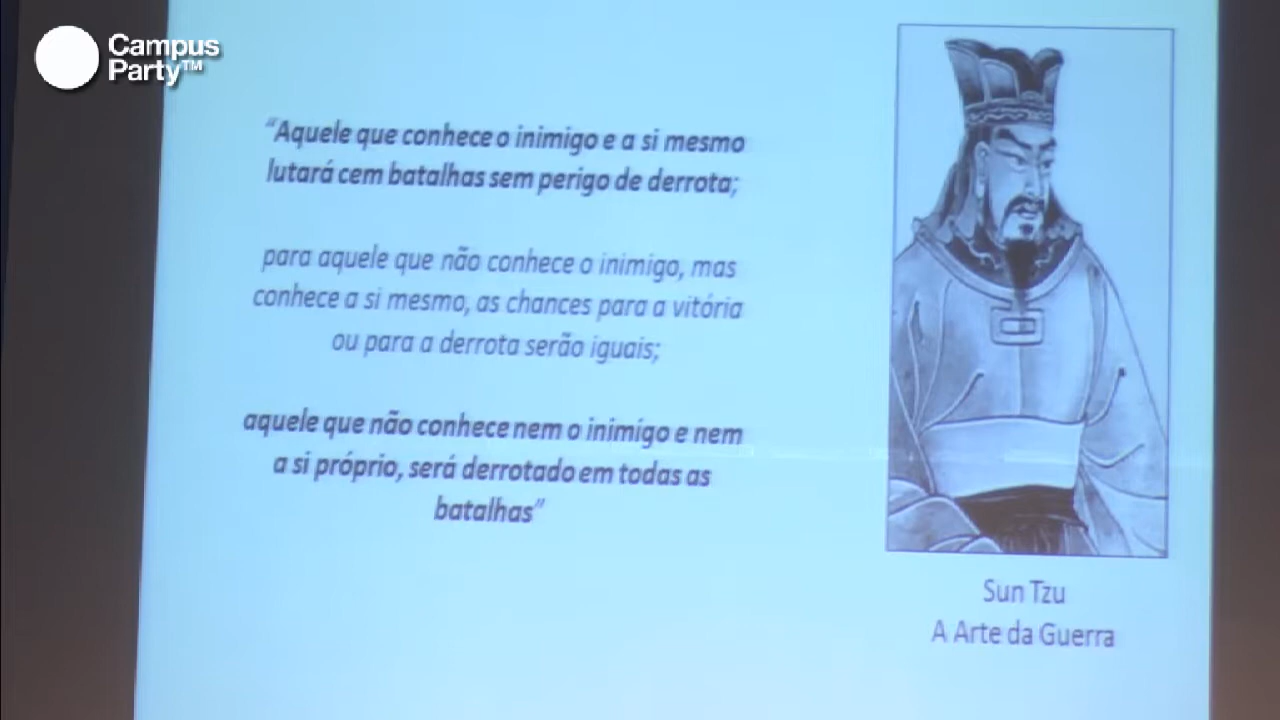 Campus
Party™
“Aquele que conhece o inimigo e a si mesmo
lutará cem batalhas sem perigo de derrota;
para aquele que não conhece o inimigo, mas
conhece a si mesmo, as chances para a vitória
ou para a derrota serão iguais;
aquele que não conhece nem o inimigo e nem
a si próprio, será derrotado em todas as
batalhas”
Sun Tzu
A Arte da Guerra